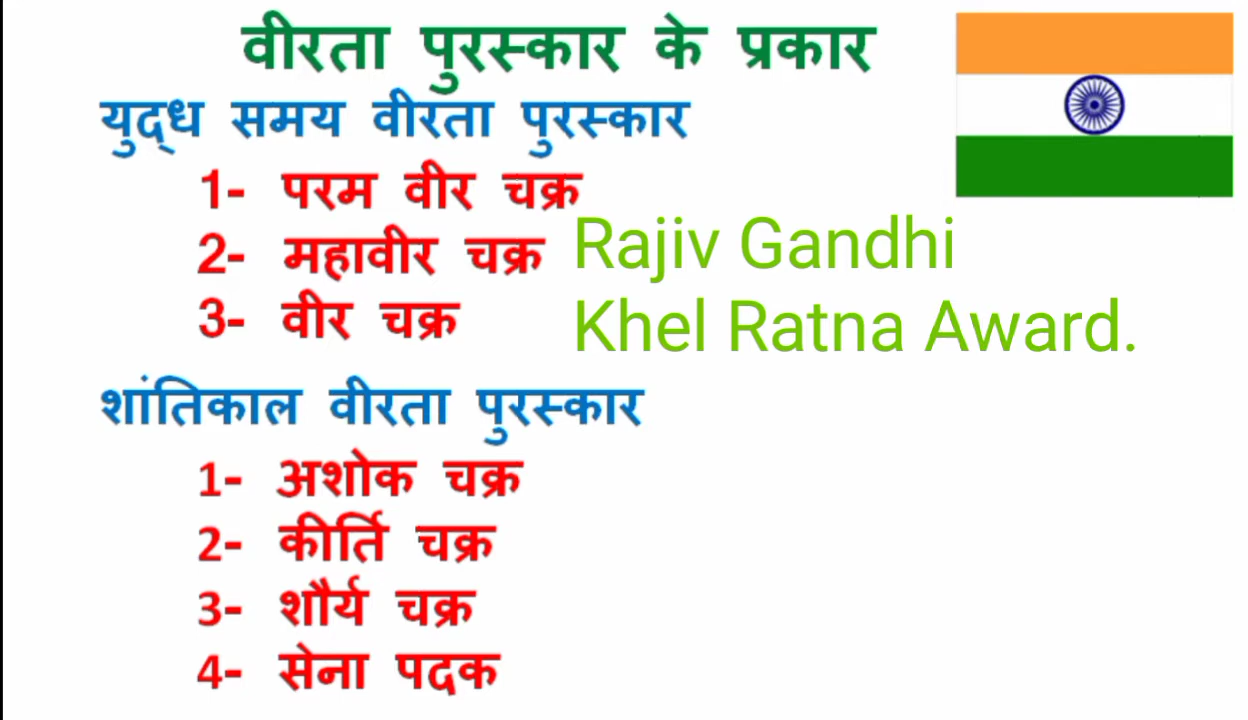 वीरता पुरस्कार के प्रकार
युद्ध समय वीरता पुरस्कार
1- परम वीर चक्र
2- महावीर चक्र
3- वीर चक्र
Rajiv Gandhi
Khel Ratna Award.
शांतिकाल वीरता पुरस्कार
1- अशोक चक्र
2- कीर्ति चक्र
3- शौर्य चक्र
4- सेना पदक